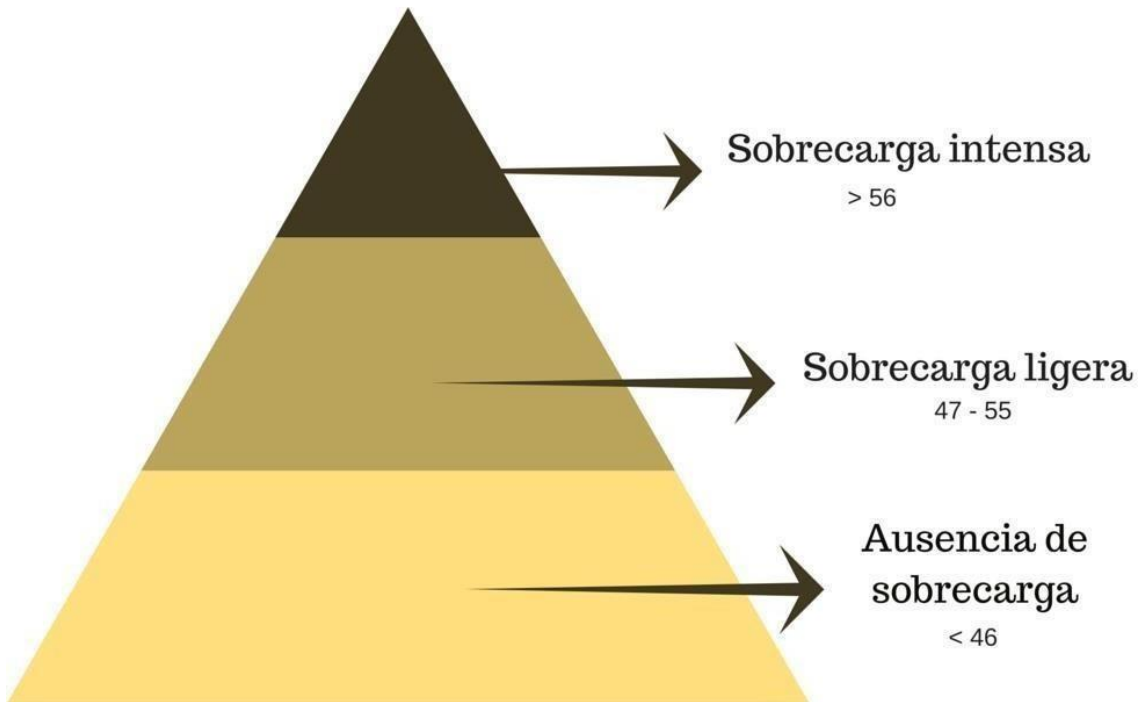 Sobrecarga intensa
> 56
Sobrecarga ligera
47 - 55
Ausencia de
sobrecarga
< 46